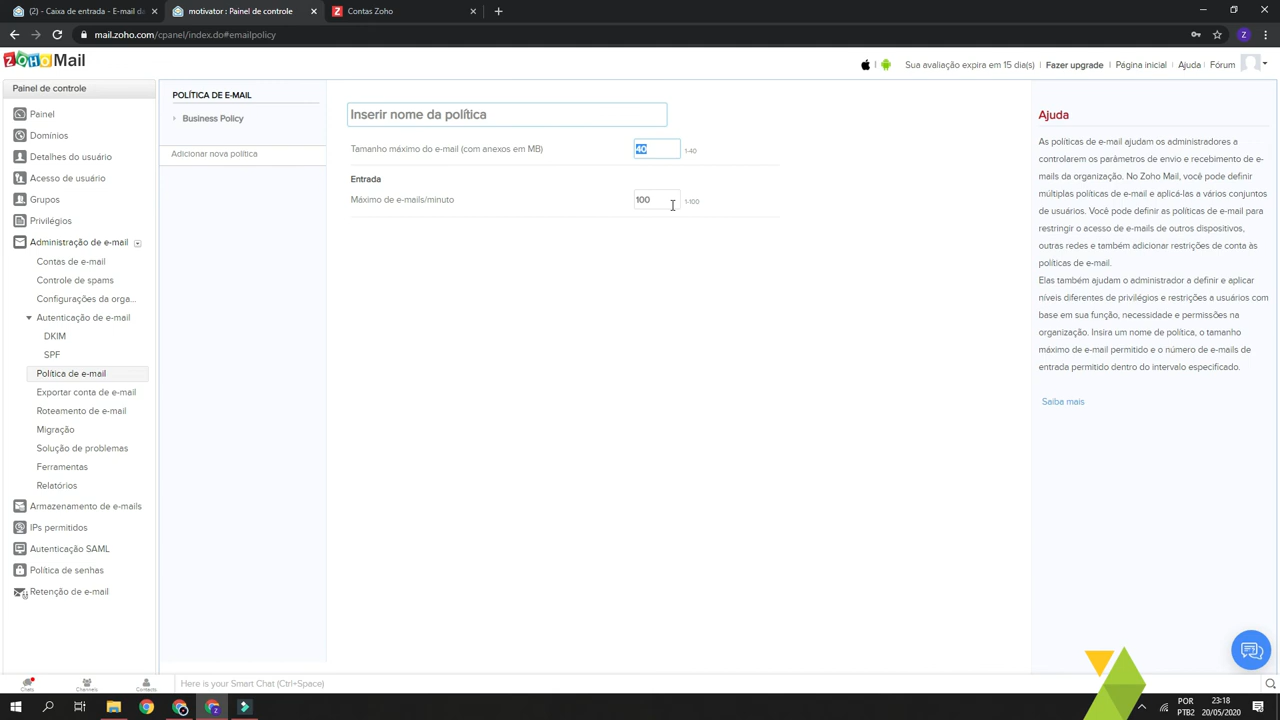 (2) - Caixa de entrada - EMAIL-
motivator : Painel de controle
Contas Zoho
mail.zoho.com/cpanel/index.do#emailpolicy
ZOHO Mail
Sua avaliação expira em 15 dia(s)
Fazer upgrade
Página inicial
Ajuda
Fórum
Painel de controle
Painel
Domínios
Detalhes do usuário
Acesso de usuário
Grupos
Privilégios
Administração de e-mail
Contas de e-mail
Controle de spams
Configurações da orga...
Autenticação de e-mail
DKIM
SPF
Política de e-mail
Exportar conta de e-mail
Roteamento de e-mail
Migração
Solução de problemas
Ferramentas
Relatórios
Armazenamento de e-mails
IPs permitidos
Autenticação SAML
Política de senhas
Retenção de e-mail
POLÍTICA DE E-MAIL
Business Policy
Adicionar nova política
Inserir nome da política
Tamanho máximo do e-mail (com anexos em MB) 40 1-40
Entrada
Máximo de e-mails/minuto 100 1-100
Ajuda
As políticas de e-mail ajudam os administradores a
controlarem os parâmetros de envio e recebimento de e-
mails da organização. No Zoho Mail, você pode definir
múltiplas políticas de e-mail e aplicá-las a vários conjuntos
de usuários. Você pode definir as políticas de e-mail para
restringir o acesso de e-mails de outros dispositivos,
outras redes e também adicionar restrições de conta às
políticas de e-mail.
Elas também ajudam o administrador a definir e aplicar
níveis diferentes de privilégios e restrições a usuários com
base em sua função, necessidade e permissões na
organização. Insira um nome de política, o tamanho
máximo de e-mail permitido e o número de e-mails de
entrada permitido dentro do intervalo especificado.
Saiba mais
Chats
Channels
Contacts
Here is your Smart Chat (Ctrl+Space)
POR
PTB2
23:18
20/05/2020